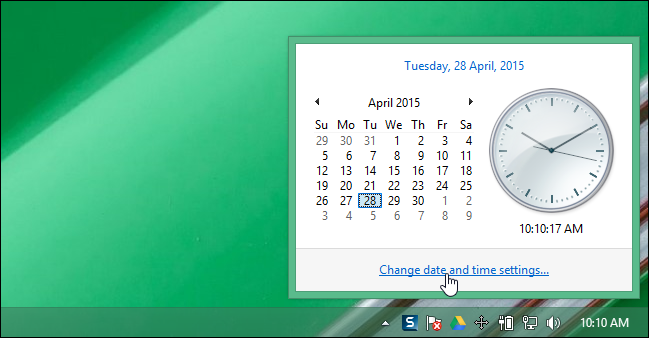 Tuesday, 28 April, 2015
April 2015
Su Mo Tu We Th Fr Sa
29 30 31 1 2 3 4
5 6 7 8 9 10 11
12 13 14 15 16 17 18
19 20 21 22 23 24 25
26 27 28 29 30 1 2
3 4 5 6 7 8 9
10:10:17 AM
Change date and time settings...
S
10:10 AM